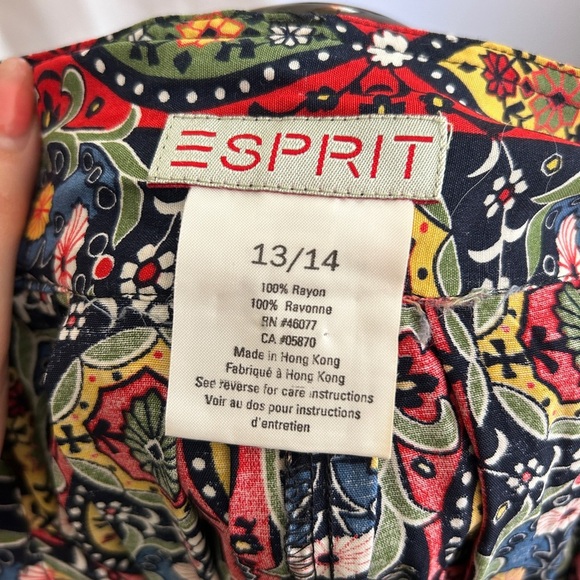 ESPRIT
13/14
100% Rayon
100% Ravonne
RN #46077
CA #05870
Made in Hong Kong
Fabriqué à Hong Kong
See reverse for care instructions
Voir au dos pour instructions
d'entretien